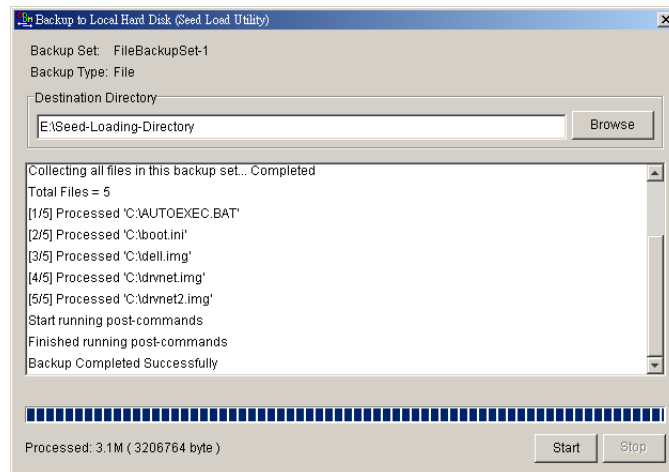 Backup to Local Hard Disk (Seed Load Utility)
Backup Set: FileBackupSet-1
Backup Type: File
Destination Directory
E:\Seed-Loading-Directory
Browse
Collecting all files in this backup set... Completed
Total Files = 5
[1/5] Processed 'C:\AUTOEXEC.BAT'
[2/5] Processed 'C:\boot.ini'
[3/5] Processed 'C:\dell.img'
[4/5] Processed 'C:\drvnet.img'
[5/5] Processed 'C:\drvnet2.img'
Start running post-commands
Finished running post-commands
Backup Completed Successfully
Processed: 3.1M ( 3206764 byte )
Start
Stop